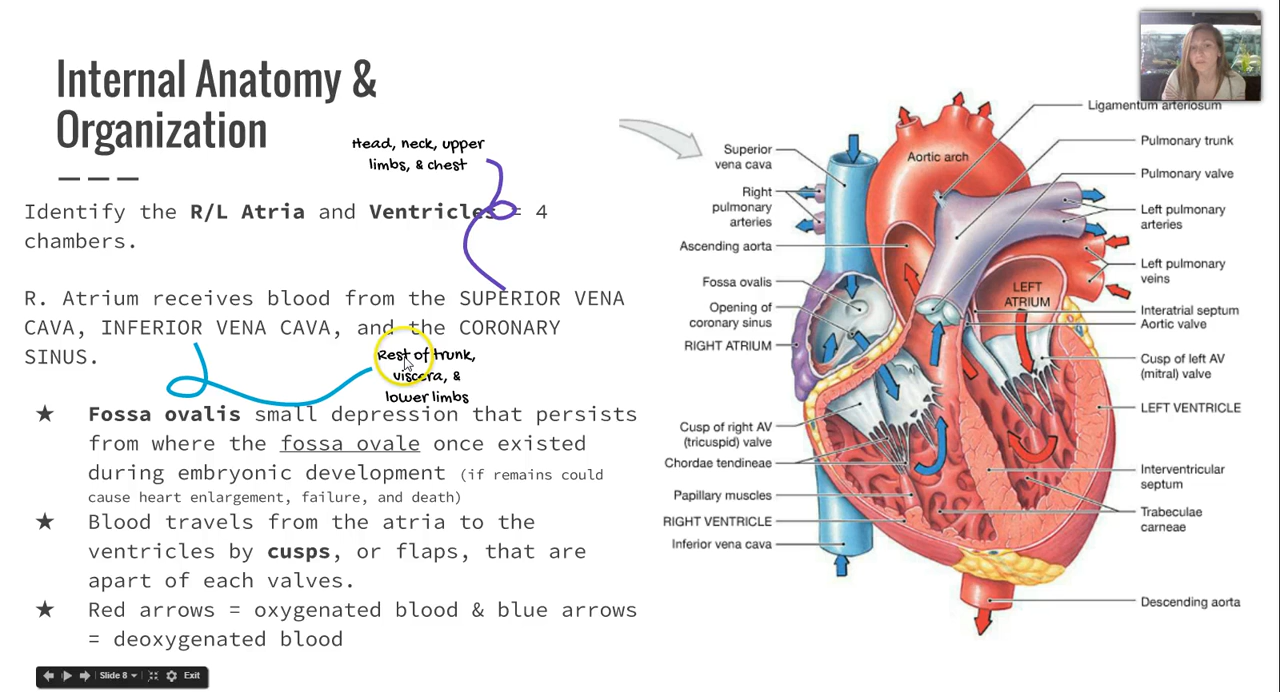 Internal Anatomy &
Organization
Head, neck, upper
limbs, & chest
Identify the R/L Atria and Ventricles = 4
chambers.
R. Atrium receives blood from the SUPERIOR VENA
CAVA, INFERIOR VENA CAVA, and the CORONARY
SINUS.
Rest of trunk,
viscera, &
lower limbs
★ Fossa ovalis small depression that persists
from where the fossa ovale once existed
during embryonic development (if remains could
cause heart enlargement, failure, and death)
★ Blood travels from the atria to the
ventricles by cusps, or flaps, that are
apart of each valves.
★ Red arrows = oxygenated blood & blue arrows
= deoxygenated blood
Slide 8
Exit
Superior
vena cava
Right
pulmonary
arteries
Ascending aorta
Fossa ovalis
Opening of
coronary sinus
RIGHT ATRIUM
Cusp of right AV
(tricuspid) valve
Chordae tendineae
Papillary muscles
RIGHT VENTRICLE
Inferior vena cava
Aortic arch
LEFT
ATRIUM
Ligamentum arteriosum
Pulmonary trunk
Pulmonary valve
Left pulmonary
arteries
Left pulmonary
veins
Interatrial septum
Aortic valve
Cusp of left AV
(mitral) valve
LEFT VENTRICLE
Interventricular
septum
Trabeculae
carneae
Descending aorta